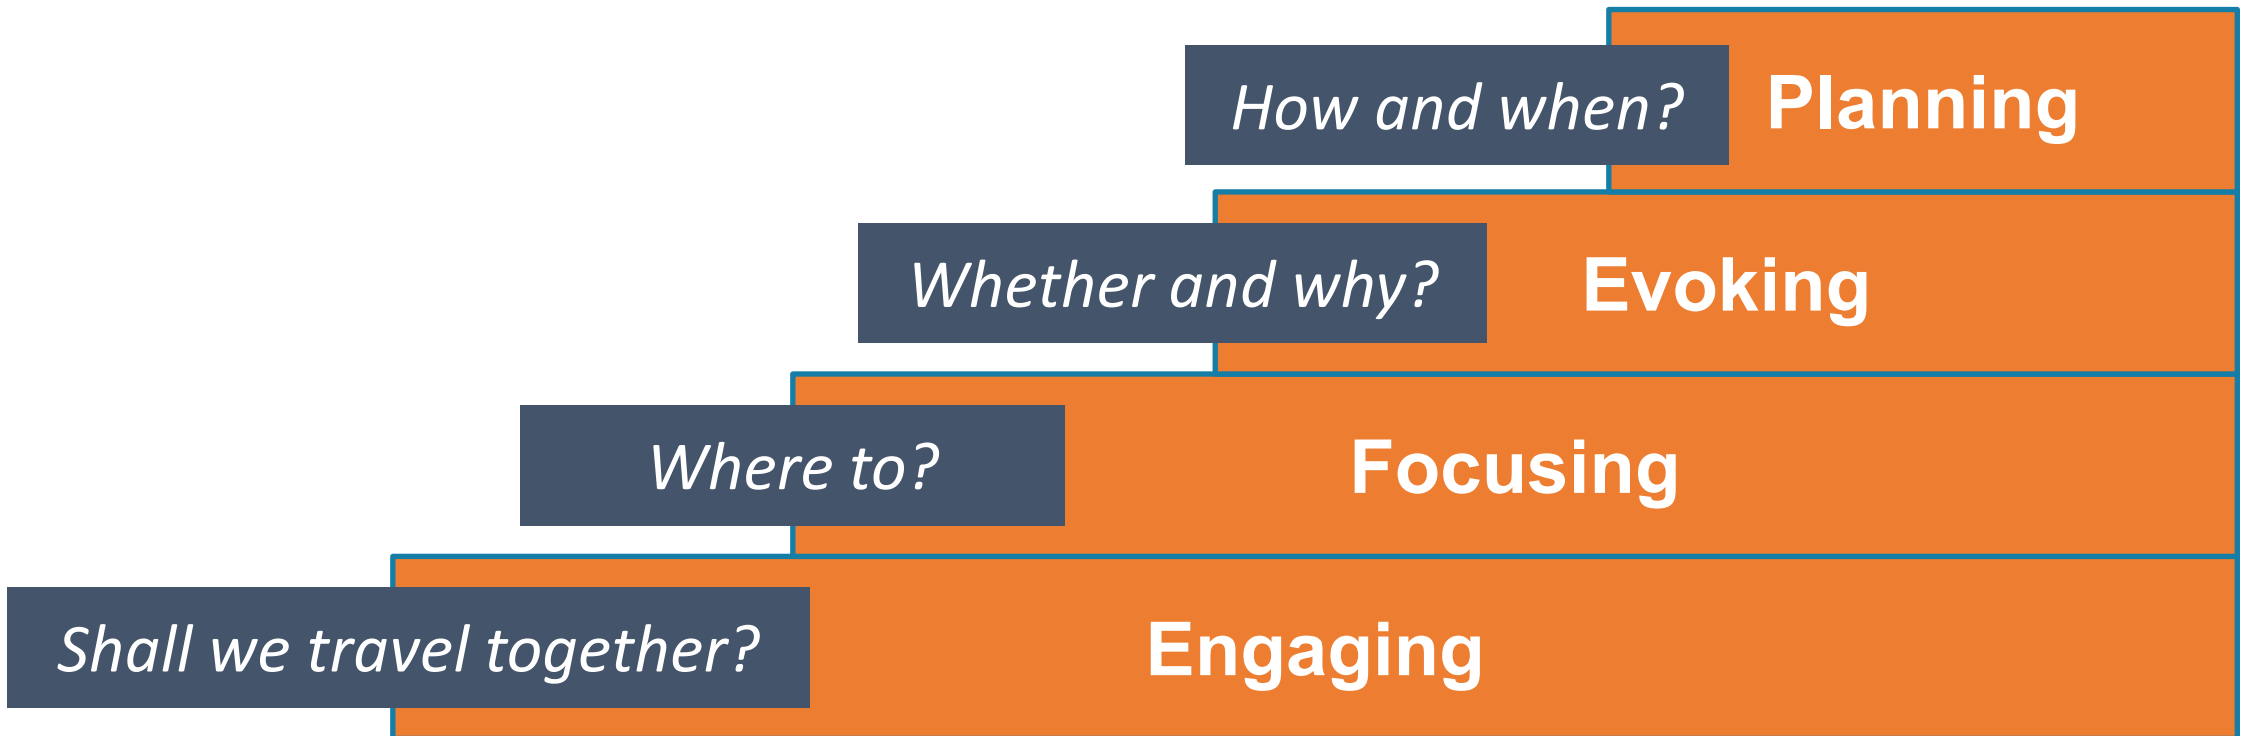 How and when?
Planning
Whether and why?
Evoking
Where to?
Focusing
Shall we travel together?
Engaging